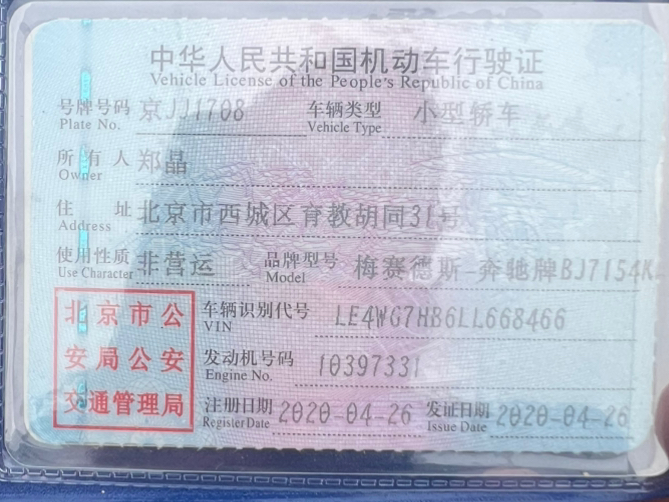 中华人民共和国机动车行驶证
Vehicle License of the People's Republic of China
号牌号码 京JJ1708 车辆类型 小型轿车
Plate No. Vehicle Type
所有人 郑晶
Owner
住址 北京市西城区育教胡同31号
Address
使用性质 非营运 品牌型号 梅赛德斯-奔驰牌BJ7154K
Use Character Model
北京市公
安局公安
交通管理局
车辆识别代号 LE4WG7HB6LL668466
VIN
发动机号码 10397331
Engine No.
注册日期 2020-04-26 发证日期 2020-04-26
Register Date Issue Date